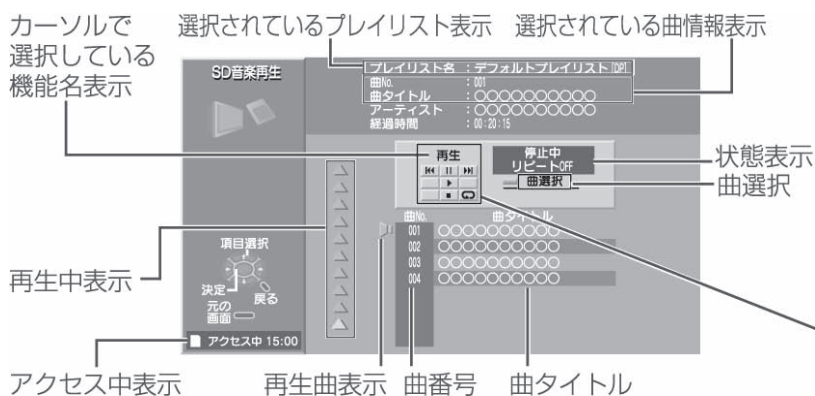 カーソルで
選択している
機能名表示
選択されているプレイリスト表示
選択されている曲情報表示
SD音楽再生
プレイリスト名 : デフォルトプレイリスト [DP]
曲No. : 001
曲タイトル : ○○○○○○○○○○
アーティスト : ○○○○○○○○○○
経過時間 : 00:20:15
再生
停止中
リピートOFF
曲選択
状態表示
曲選択
曲No. 曲タイトル
001 ○○○○○○○○○○
002 ○○○○○○○○○○
003 ○○○○○○○○○○
004 ○○○○○○○○○○
再生中表示
項目選択
決定
戻る
元の
画面
アクセス中 15:00
アクセス中表示
再生曲表示
曲番号
曲タイトル